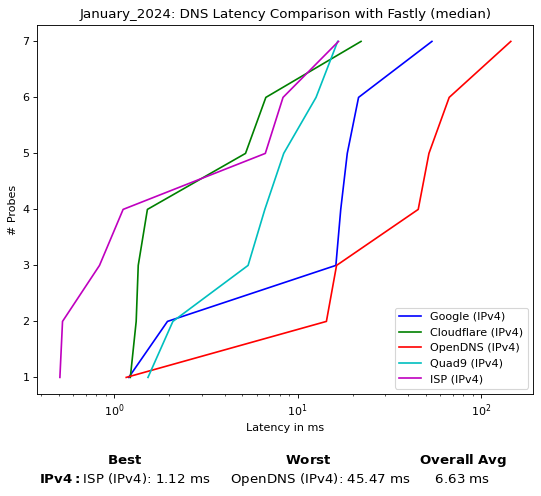 January_2024: DNS Latency Comparison with Fastly (median)
# Probes
7
6
5
4
3
2
1
10⁰
10¹
10²
Latency in ms
Google (IPv4)
Cloudflare (IPv4)
OpenDNS (IPv4)
Quad9 (IPv4)
ISP (IPv4)
Best Worst Overall Avg
IPv4: ISP (IPv4): 1.12 ms OpenDNS (IPv4): 45.47 ms 6.63 ms